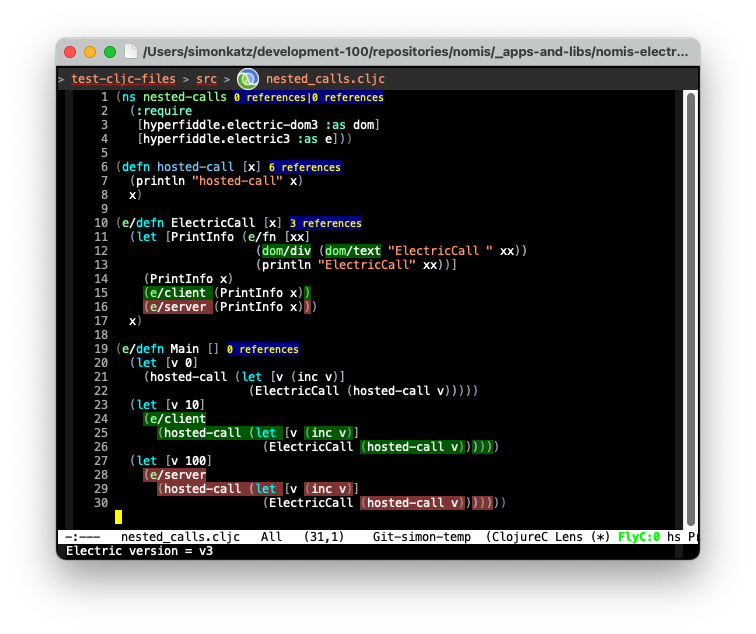 /Users/simonkatz/development-100/repositories/nomis/_apps-and-libs/nomis-electr...
> test-cljc-files > src > nested_calls.cljc
1 (ns nested-calls 0 references|0 references
2   (:require
3    [hyperfiddle.electric-dom3 :as dom]
4    [hyperfiddle.electric3 :as e]))
5
6 (defn hosted-call [x] 6 references
7   (println "hosted-call" x)
8   x)
9
10 (e/defn ElectricCall [x] 3 references
11   (let [PrintInfo (e/fn [xx]
12                     (dom/div (dom/text "ElectricCall " xx))
13                     (println "ElectricCall" xx))]
14     (PrintInfo x)
15     (e/client (PrintInfo x))
16     (e/server (PrintInfo x)))
17   x)
18
19 (e/defn Main [] 0 references
20   (let [v 0]
21     (hosted-call (let [v (inc v)]
22                    (ElectricCall (hosted-call v)))))
23   (let [v 10]
24     (e/client
25       (hosted-call (let [v (inc v)]
26                      (ElectricCall (hosted-call v))))))
27   (let [v 100]
28     (e/server
29       (hosted-call (let [v (inc v)]
30                      (ElectricCall (hosted-call v)))))))
-:---   nested_calls.cljc   All   (31,1)    Git-simon-temp  (ClojureC Lens (*) FlyC:0 hs Pr
Electric version = v3